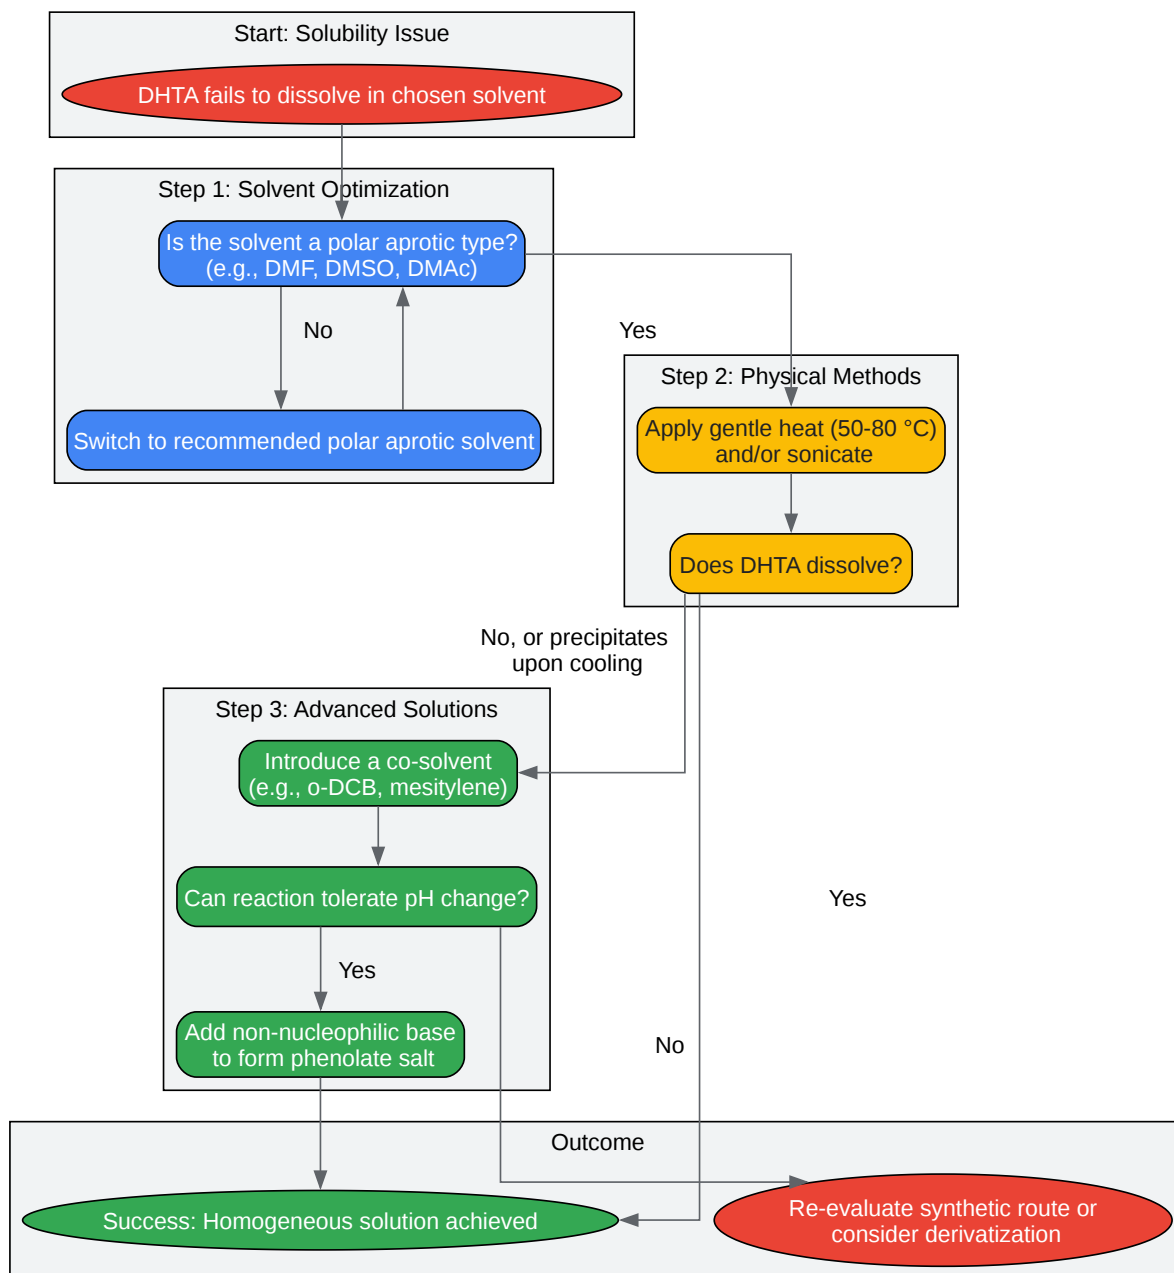 Start: Solubility Issue
DHTA fails to dissolve in chosen solvent
Step 1: Solvent Optimization
Is the solvent a polar aprotic type?
(e.g., DMF, DMSO, DMAc)
No
Yes
Switch to recommended polar aprotic solvent
Step 2: Physical Methods
Apply gentle heat (50-80 °C)
and/or sonicate
Does DHTA dissolve?
No, or precipitates
upon cooling
Step 3: Advanced Solutions
Introduce a co-solvent
(e.g., o-DCB, mesitylene)
Can reaction tolerate pH change?
Yes
Yes
Add non-nucleophilic base
to form phenolate salt
No
Outcome
Success: Homogeneous solution achieved
Re-evaluate synthetic route or
consider derivatization